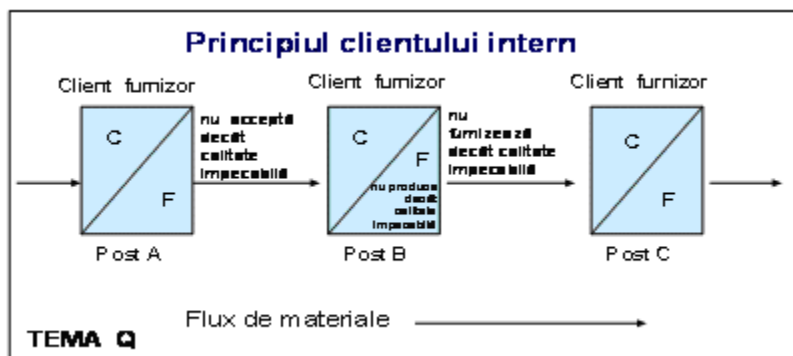 Principiul clientului intern
Client furnizor
Client furnizor
Client furnizor
C
F
nu acceptă
decât
calitate
impecabilă
C
F
nu produce
decât
calitate
impecabilă
nu
furnizează
decât calitate
impecabilă
C
F
Post A
Post B
Post C
Flux de materiale
TEMA Q